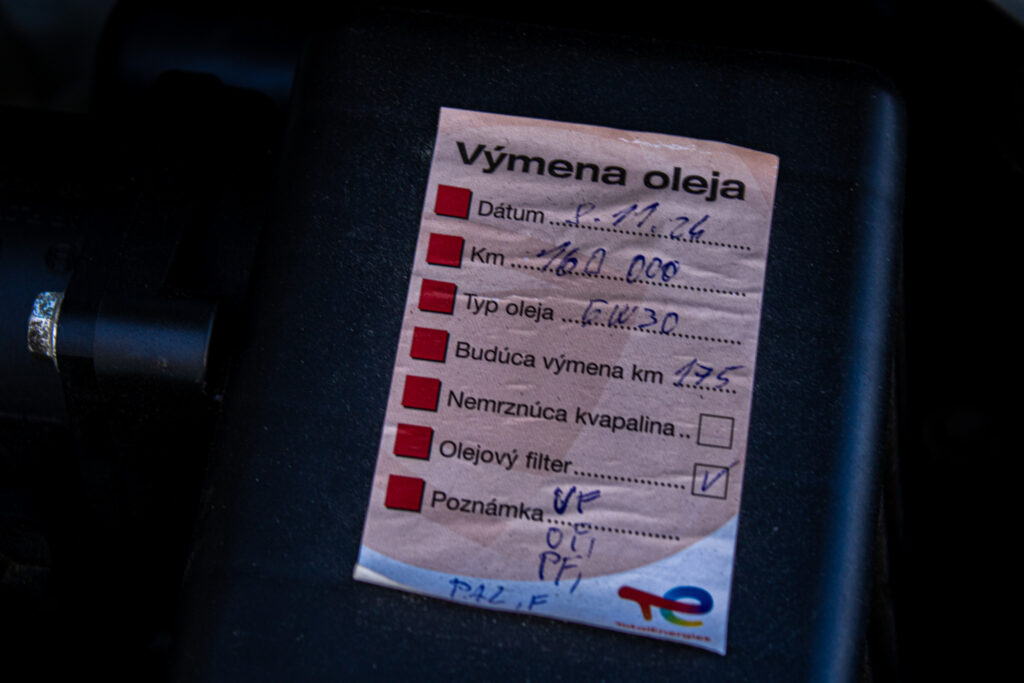 Výmena oleja
Dátum 8.11.24
Km 160 000
Typ oleja 5W30
Budúca výmena km 175
Nemrznúca kvapalina
Olejový filter V
Poznámka VF
PF,
TotalEnergies